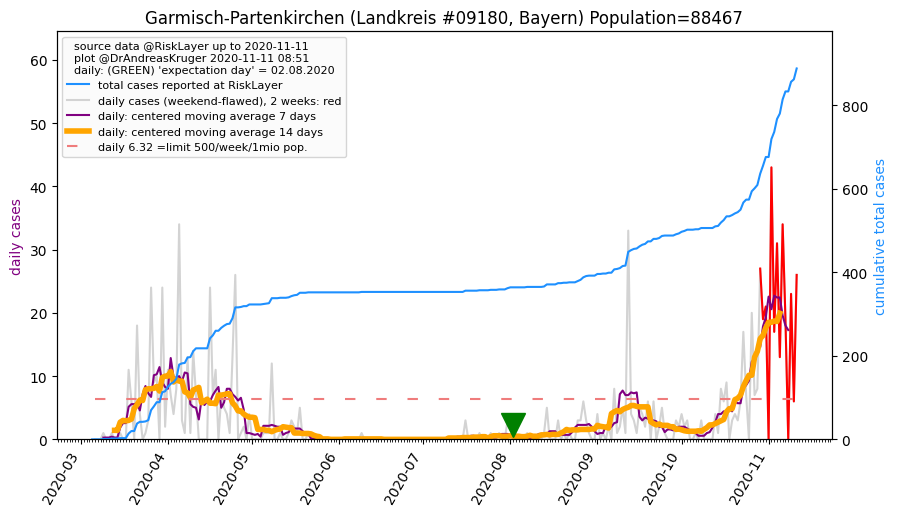 Garmisch-Partenkirchen (Landkreis #09180, Bayern) Population=88467
source data @RiskLayer up to 2020-11-11
plot @DrAndreasKruger 2020-11-11 08:51
daily: (GREEN) 'expectation day' = 02.08.2020
total cases reported at RiskLayer
daily cases (weekend-flawed), 2 weeks: red
daily: centered moving average 7 days
daily: centered moving average 14 days
daily 6.32 =limit 500/week/1mio pop.
daily cases
60
50
40
30
20
10
0
cumulative total cases
800
600
400
200
0
2020-03
2020-04
2020-05
2020-06
2020-07
2020-08
2020-09
2020-10
2020-11